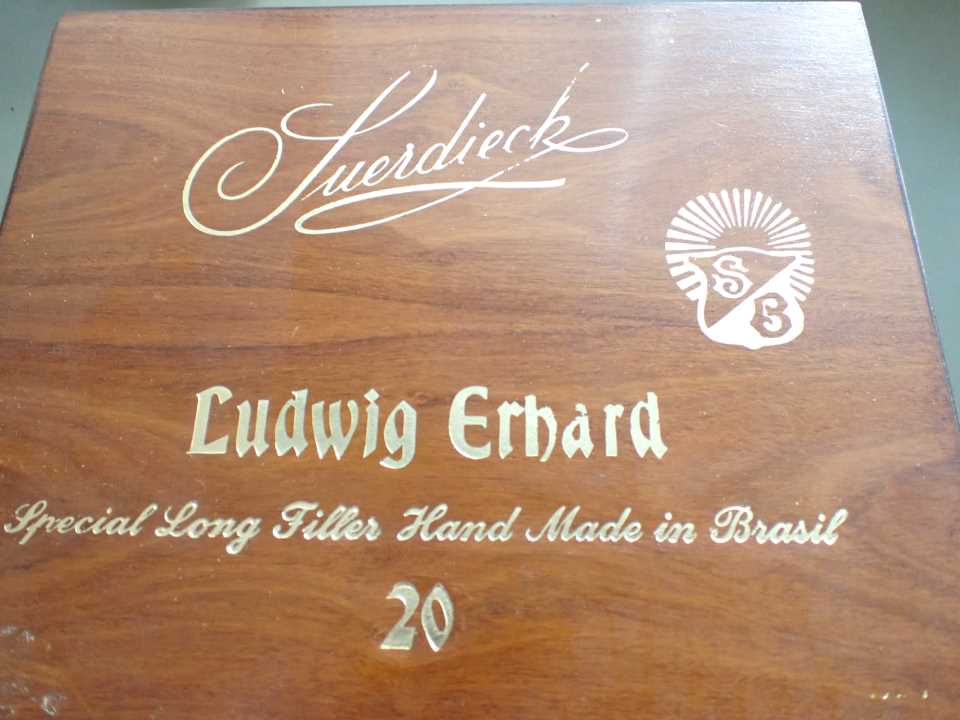 Suerdieck
S
B
Ludwig Erhard
Special Long Filler Hand Made in Brasil
20